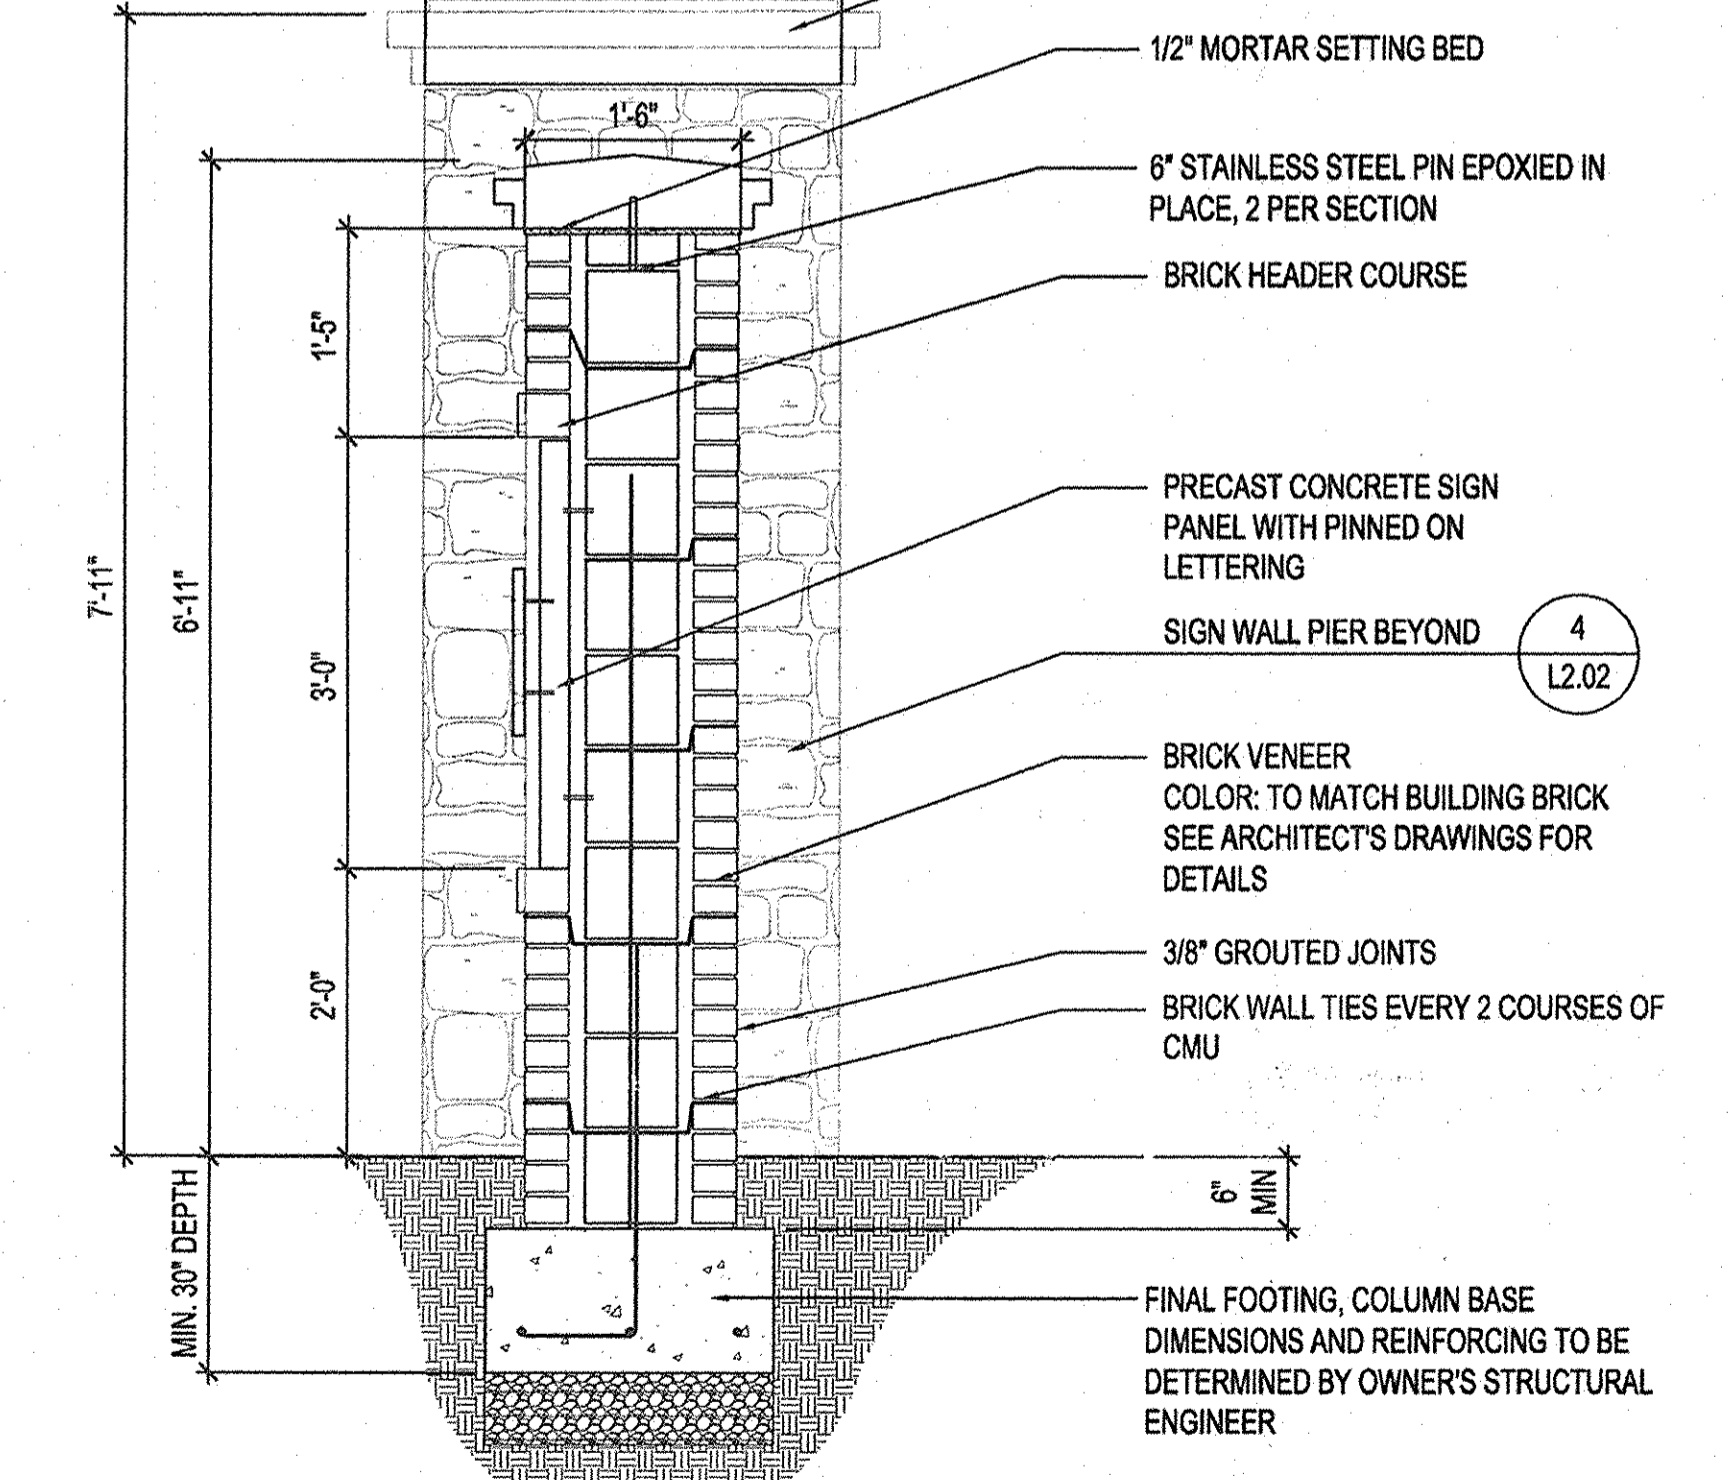 1/2" MORTAR SETTING BED
1'-6"
6" STAINLESS STEEL PIN EPOXIED IN
PLACE, 2 PER SECTION
BRICK HEADER COURSE
1'-5"
PRECAST CONCRETE SIGN
PANEL WITH PINNED ON
LETTERING
7'-11"
6'-11"
3'-0"
SIGN WALL PIER BEYOND
4
L2.02
BRICK VENEER
COLOR: TO MATCH BUILDING BRICK
SEE ARCHITECT'S DRAWINGS FOR
DETAILS
2'-0"
3/8" GROUTED JOINTS
BRICK WALL TIES EVERY 2 COURSES OF
CMU
6"
MIN
MIN. 30" DEPTH
FINAL FOOTING, COLUMN BASE
DIMENSIONS AND REINFORCING TO BE
DETERMINED BY OWNER'S STRUCTURAL
ENGINEER